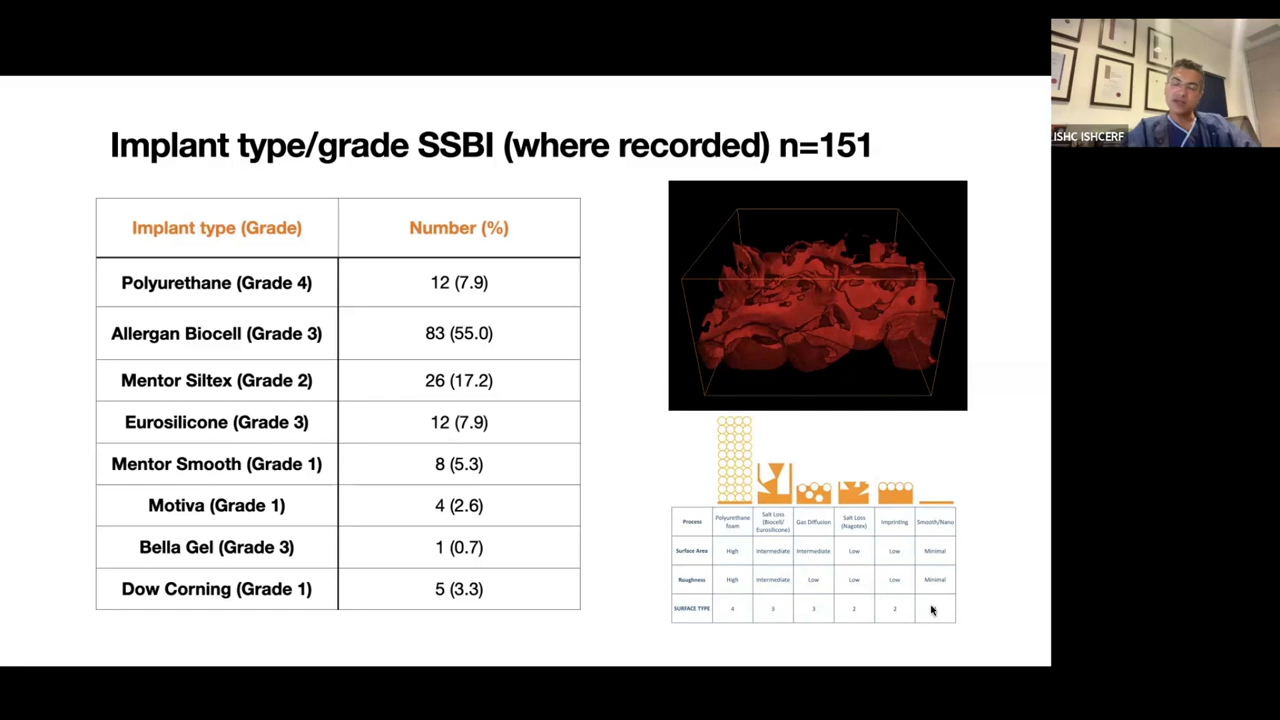 Implant type/grade SSBI (where recorded) n=151
Implant type (Grade) Number (%)
Polyurethane (Grade 4) 12 (7.9)
Allergan Biocell (Grade 3) 83 (55.0)
Mentor Siltex (Grade 2) 26 (17.2)
Eurosilicone (Grade 3) 12 (7.9)
Mentor Smooth (Grade 1) 8 (5.3)
Motiva (Grade 1) 4 (2.6)
Bella Gel (Grade 3) 1 (0.7)
Dow Corning (Grade 1) 5 (3.3)
Process Polyurethane foam Salt Loss (Biocell/ Eurosilicone) Gas Diffusion Salt Loss (Nagotex) Imprinting Smooth/Nano
Surface Area High Intermediate Intermediate Low Low Minimal
Roughness High Intermediate Low Low Low Minimal
SURFACE TYPE 4 3 3 2 2
ISHC ISHCERF